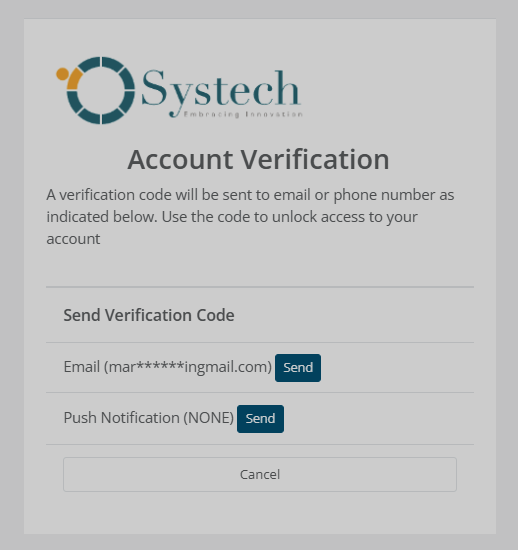 Systech
Embracing Innovation
Account Verification
A verification code will be sent to email or phone number as
indicated below. Use the code to unlock access to your
account
Send Verification Code
Email (mar******ingmail.com) Send
Push Notification (NONE) Send
Cancel